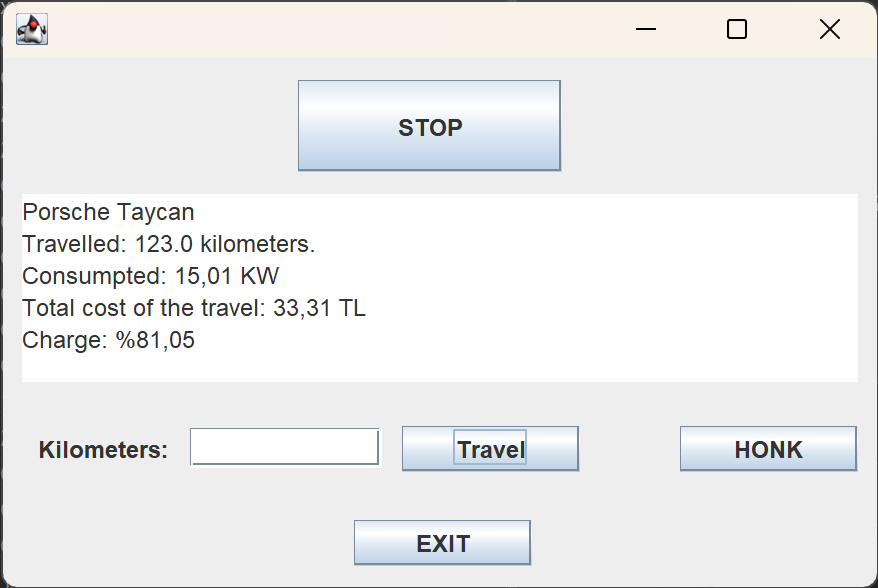 STOP
Porsche Taycan
Travelled: 123.0 kilometers.
Consumpted: 15,01 KW
Total cost of the travel: 33,31 TL
Charge: %81,05
Kilometers: Travel HONK
EXIT